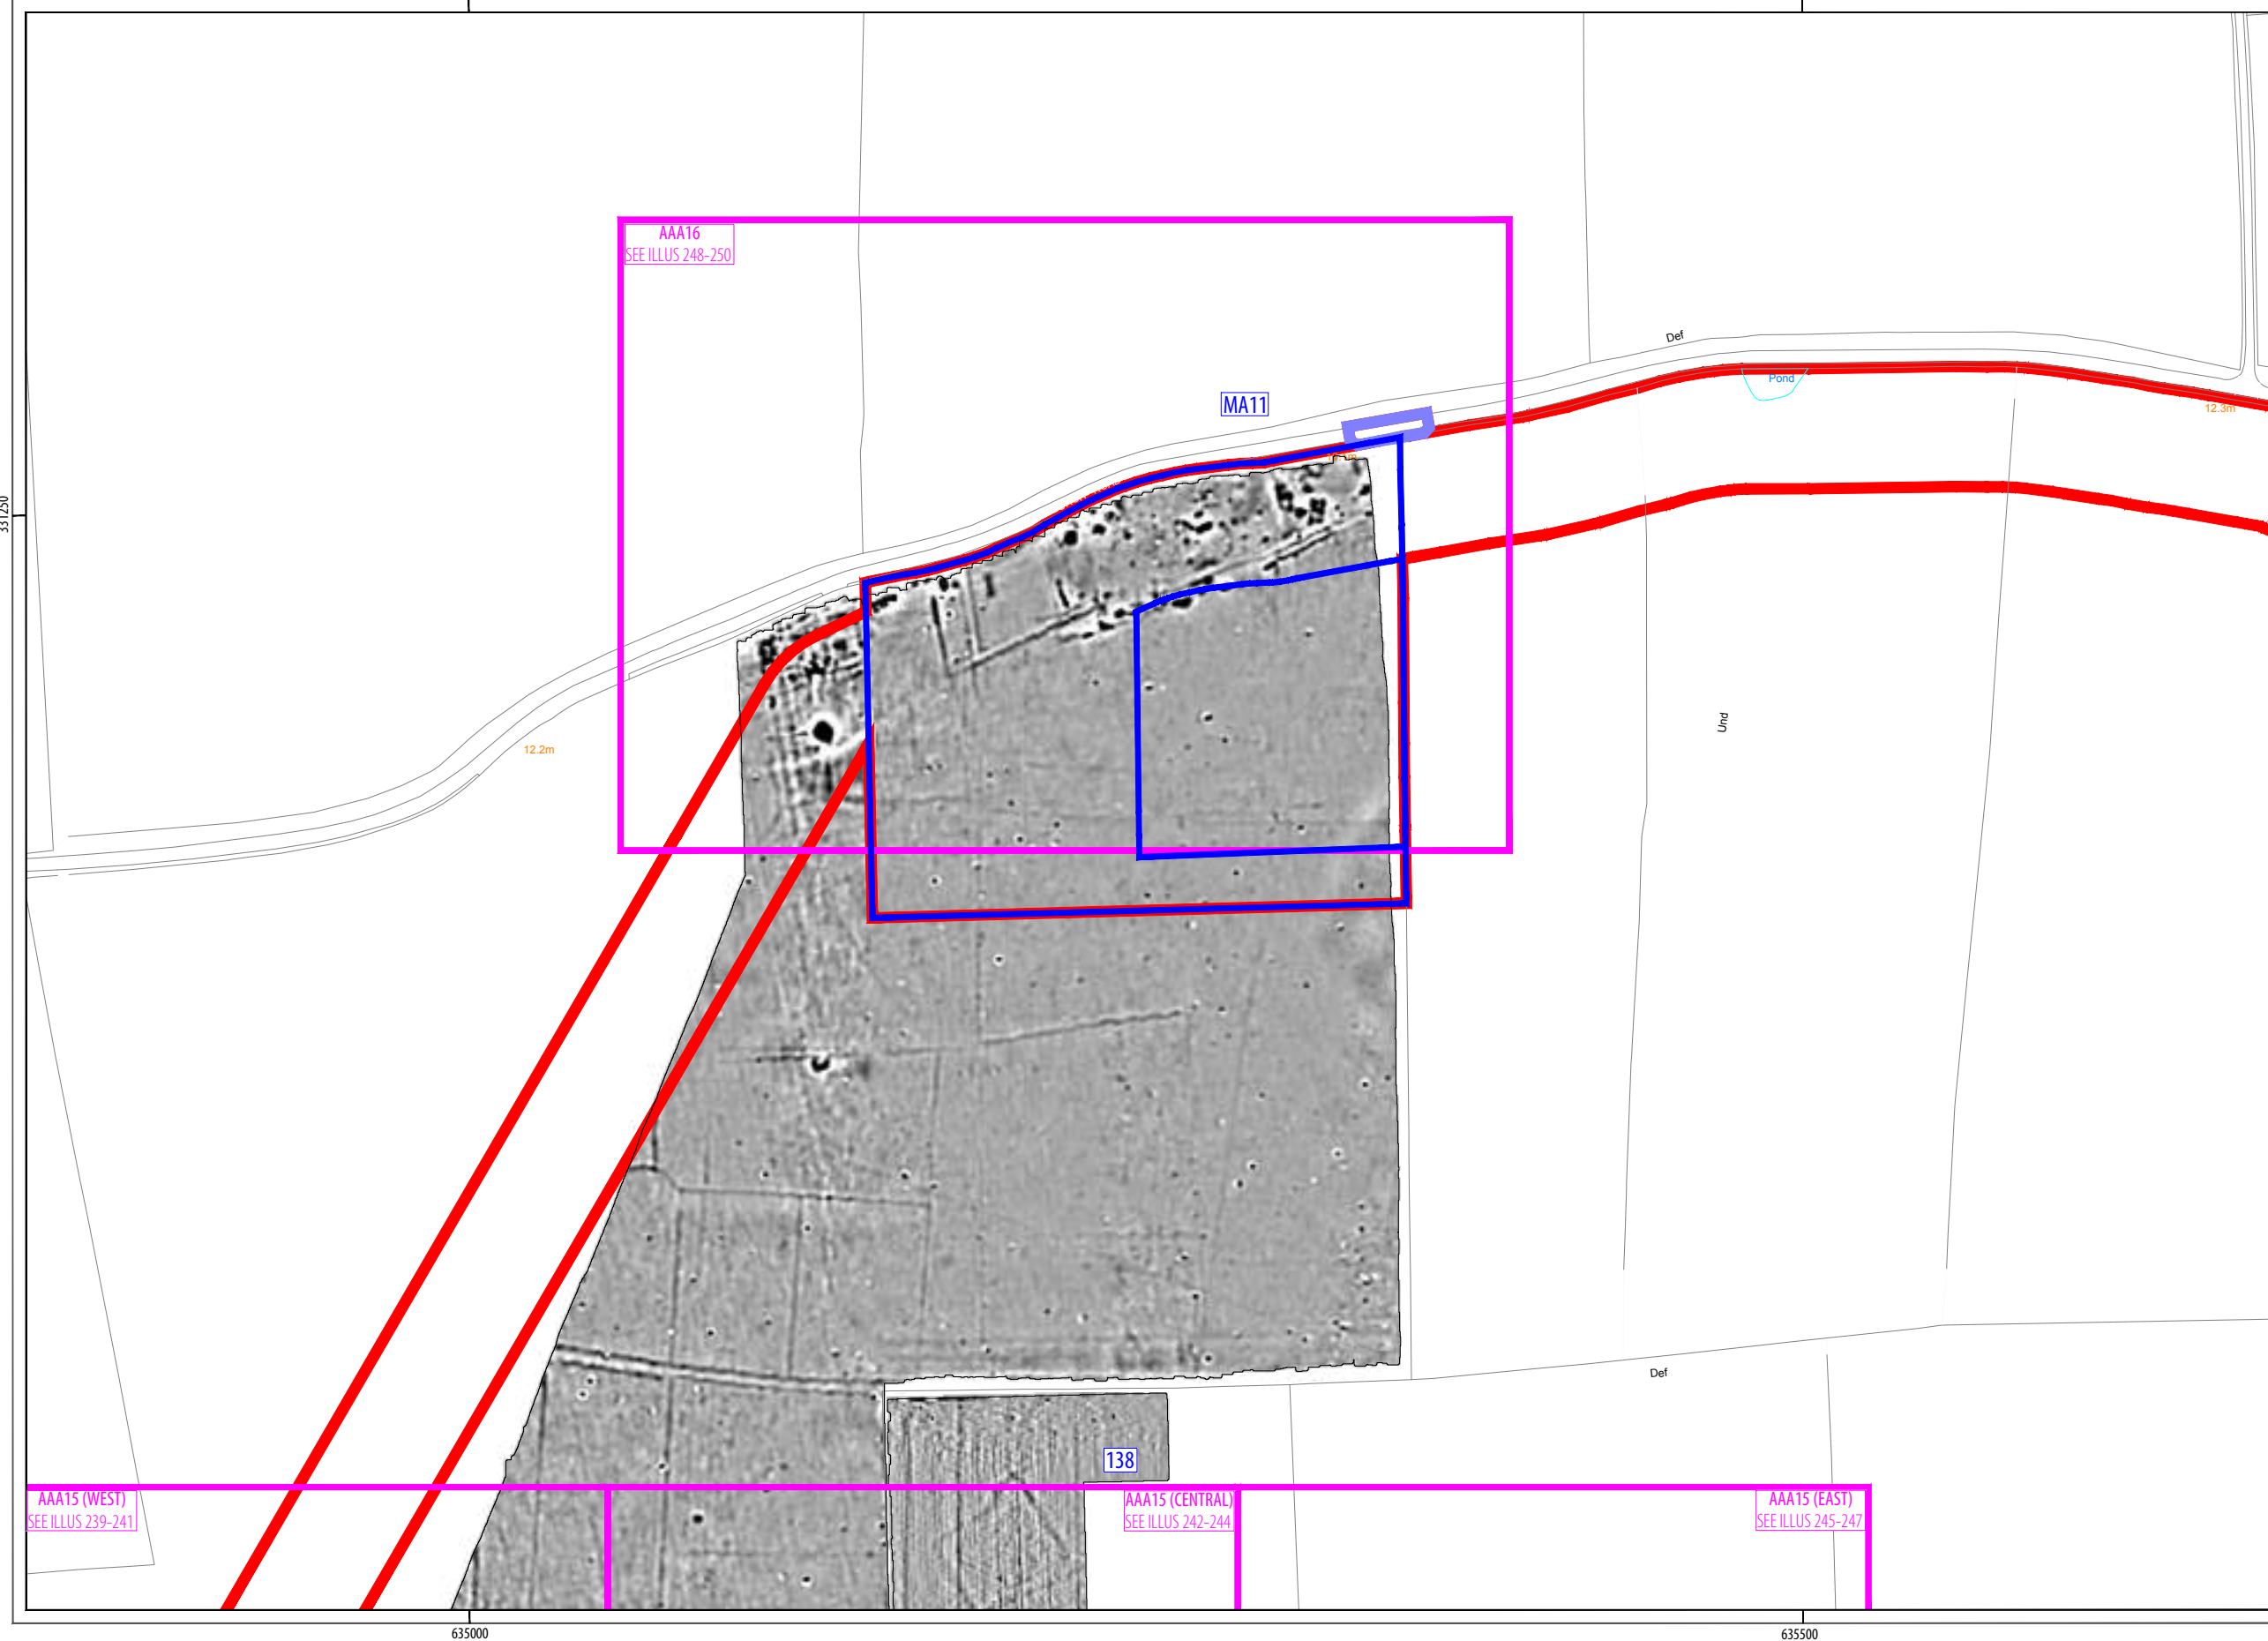 AAA16
SEE ILLUS 248-250
Def
Pond
MA11
12.3m
331250
Und
12.2m
Def
138
AAA15 (WEST)
SEE ILLUS 239-241
AAA15 (CENTRAL)
SEE ILLUS 242-244
AAA15 (EAST)
SEE ILLUS 245-247
635000
635500